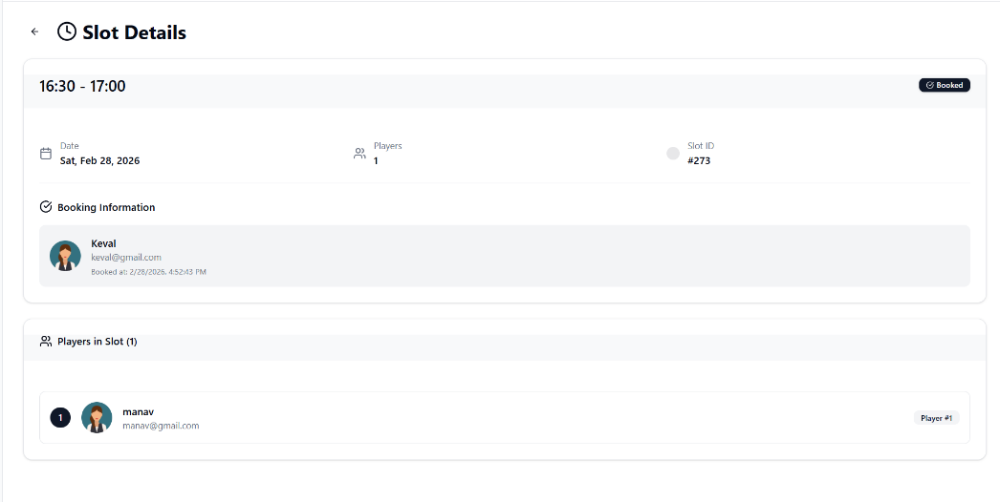 Slot Details
16:30 - 17:00
Booked
Date
Sat, Feb 28, 2026
Players
1
Slot ID
#273
Booking Information
Keval
keval@gmail.com
Booked at: 2/28/2026, 4:52:43 PM
Players in Slot (1)
1
manav
manav@gmail.com
Player #1